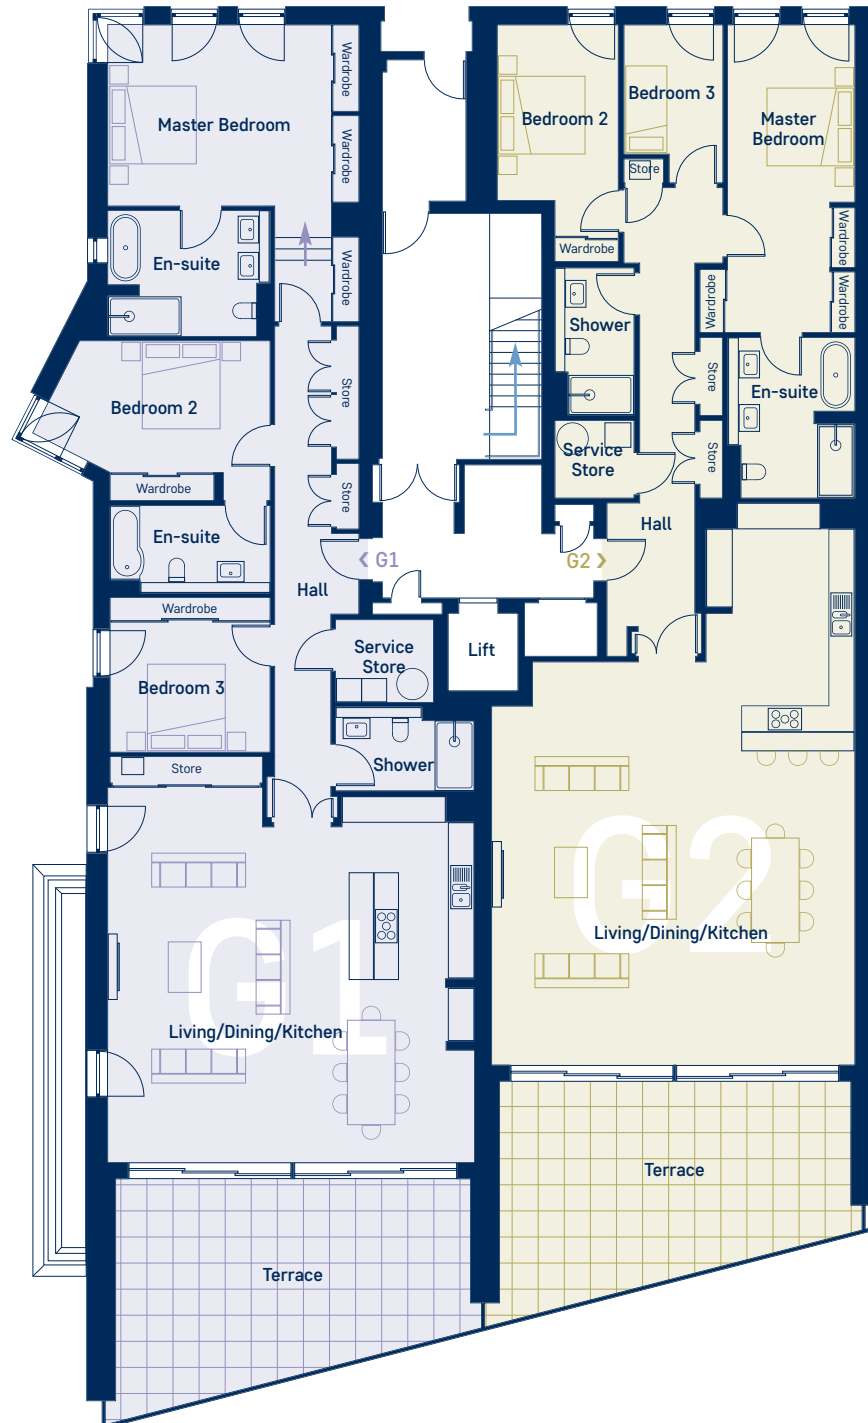 Wardrobe
Master Bedroom
Wardrobe
En-suite
Wardrobe
Bedroom 2
Store
Wardrobe
Store
En-suite
G1
Hall
Wardrobe
Service
Store
Bedroom 3
Lift
Shower
Store
G1
Living/Dining/Kitchen
Terrace
Bedroom 2
Bedroom 3
Master
Bedroom
Store
Wardrobe
Wardrobe
Wardrobe
Wardrobe
Shower
Store
En-suite
Service
Store
Store
Hall
G2
G2
Living/Dining/Kitchen
Terrace